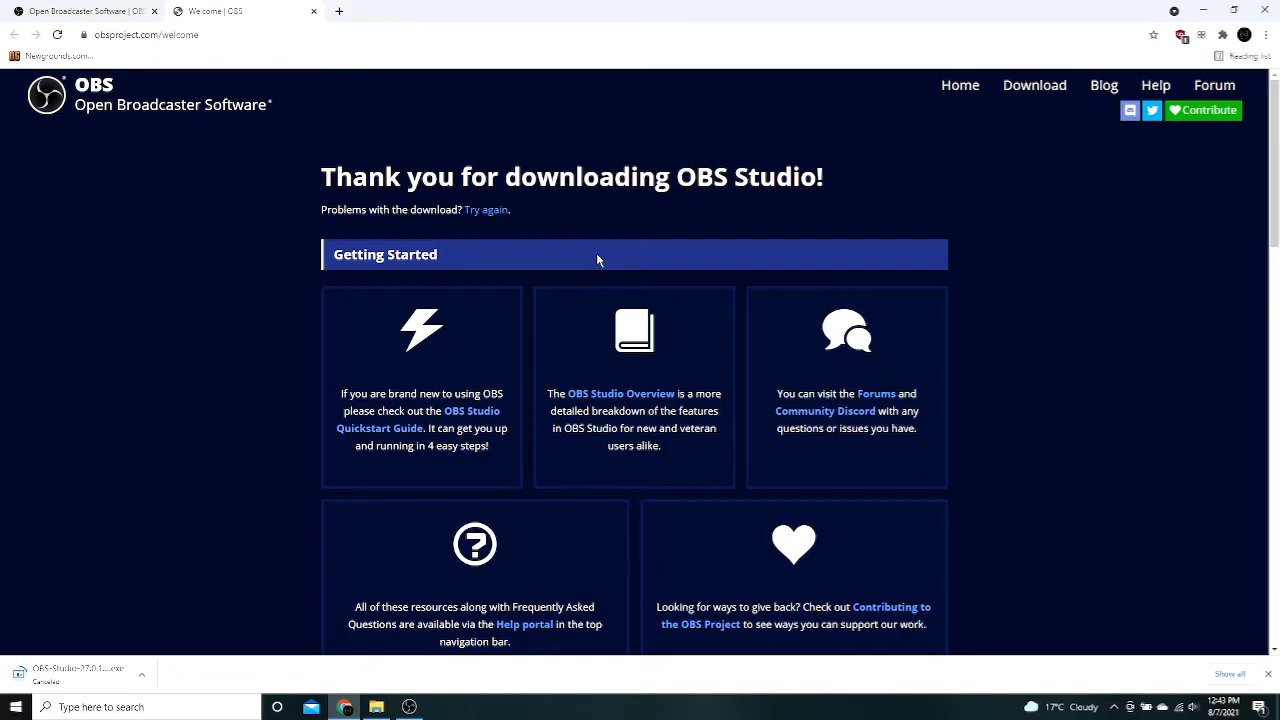 Open Broadcaster Software | OBS
Welcome | OBS
obsproject.com/welcome
Newgrounds.com...
Reading list
OBS
Open Broadcaster Software
Home Download Blog Help Forum
Contribute
Thank you for downloading OBS Studio!
Problems with the download? Try again.
Getting Started
If you are brand new to using OBS
please check out the OBS Studio
Quickstart Guide. It can get you up
and running in 4 easy steps!
The OBS Studio Overview is a more
detailed breakdown of the features
in OBS Studio for new and veteran
users alike.
You can visit the Forums and
Community Discord with any
questions or issues you have.
All of these resources along with Frequently Asked
Questions are available via the Help portal in the top
navigation bar.
Looking for ways to give back? Check out Contributing to
the OBS Project to see ways you can support our work.
OBS-Studio-27.0.1....exe
Show all
Type here to search
17°C Cloudy
12:43 PM
8/7/2021